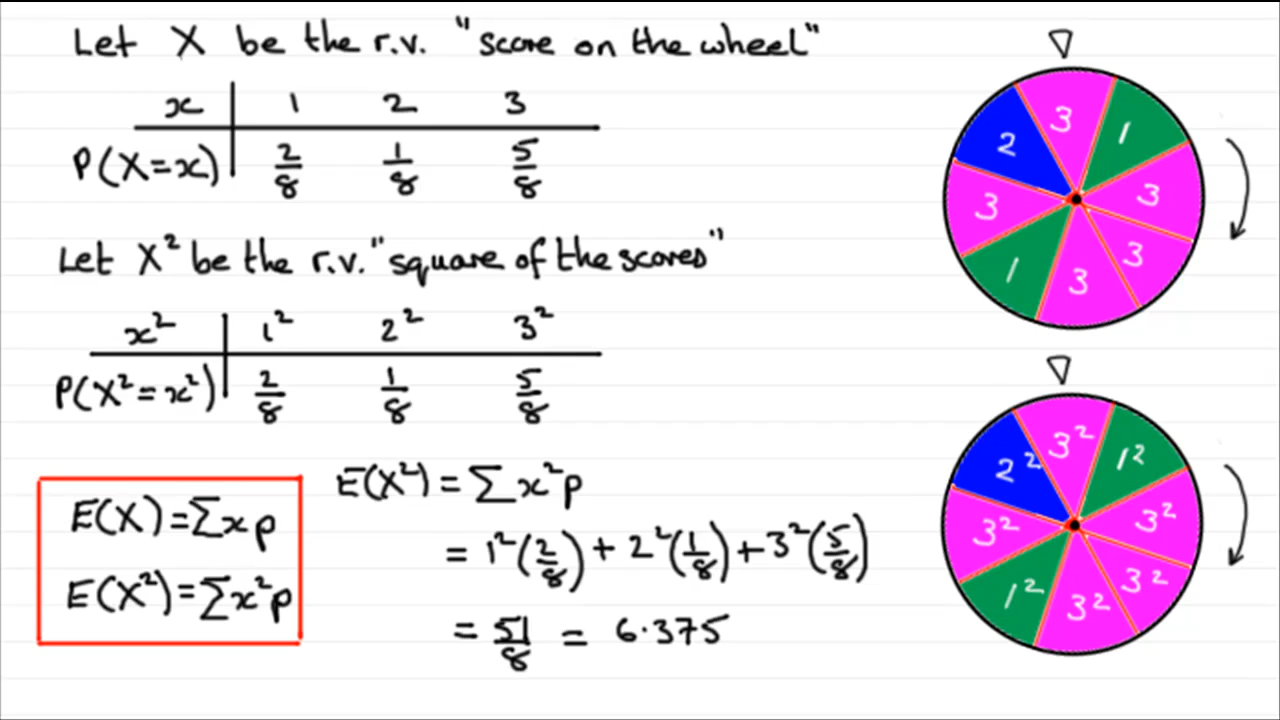 Let X be the r.v. "score on the wheel"
x 1 2 3
P(X=x) 2/8 1/8 5/8
Let X² be the r.v. "square of the scores"
x² 1² 2² 3²
P(X²=x²) 2/8 1/8 5/8
E(X)=∑xp
E(X²)=∑x²p
E(X²) = ∑x²p
= 1²(2/8) + 2²(1/8) + 3²(5/8)
= 51/8 = 6·375
3
1
3
3
3
1
3
2
3²
1²
3²
3²
3²
1²
3²
2²